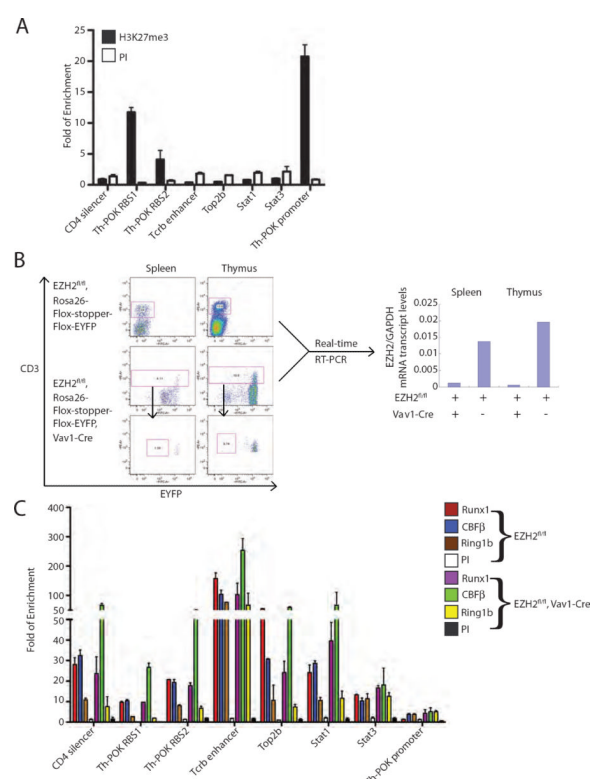 A
H3K27me3
PI
Fold of Enrichment
25
20
15
10
5
0
CD4 silencer
Th-POK RBS1
Th-POK RBS2
Tcrb enhancer
Top2b
Stat1
Stat3
Th-POK promoter
B
Spleen
Thymus
EZH2fl/fl,
Rosa26-
Flox-stopper-
Flox-EYFP
CD3
EZH2fl/fl,
Rosa26-
Flox-stopper-
Flox-EYFP,
Vav1-Cre
EYFP
Real-time
RT-PCR
EZH2/GAPDH
mRNA transcript levels
Spleen
Thymus
0.025
0.02
0.015
0.01
0.005
0
EZH2fl/fl
+ + + +
Vav1-Cre
+ - + -
C
Fold of Enrichment
400
300
200
100
50
50
40
30
20
10
0
CD4 silencer
Th-POK RBS1
Th-POK RBS2
Tcrb enhancer
Top2b
Stat1
Stat3
Th-POK promoter
Runx1
CBFβ
Ring1b
PI
EZH2fl/fl
Runx1
CBFβ
Ring1b
PI
EZH2fl/fl, Vav1-Cre